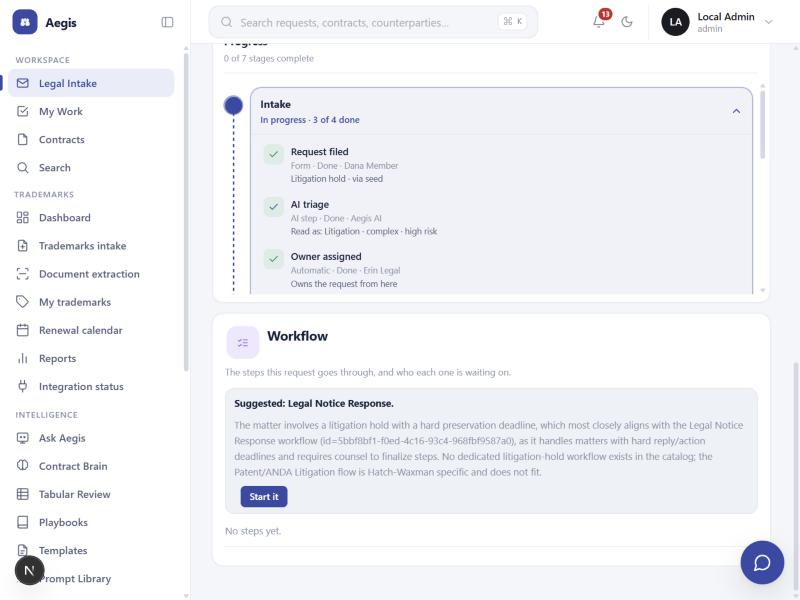 Aegis
Search requests, contracts, counterparties...
⌘ K
13
LA
Local Admin
admin
WORKSPACE
Legal Intake
My Work
Contracts
Search
TRADEMARKS
Dashboard
Trademarks intake
Document extraction
My trademarks
Renewal calendar
Reports
Integration status
INTELLIGENCE
Ask Aegis
Contract Brain
Tabular Review
Playbooks
Templates
Prompt Library
N
Progress
0 of 7 stages complete
Intake
In progress · 3 of 4 done
Request filed
Form · Done · Dana Member
Litigation hold · via seed
AI triage
AI step · Done · Aegis AI
Read as: Litigation · complex · high risk
Owner assigned
Automatic · Done · Erin Legal
Owns the request from here
Workflow
The steps this request goes through, and who each one is waiting on.
Suggested: Legal Notice Response.
The matter involves a litigation hold with a hard preservation deadline, which most closely aligns with the Legal Notice
Response workflow (id=5bbf8bf1-f0ed-4c16-93c4-968fbf9587a0), as it handles matters with hard reply/action
deadlines and requires counsel to finalize steps. No dedicated litigation-hold workflow exists in the catalog; the
Patent/ANDA Litigation flow is Hatch-Waxman specific and does not fit.
Start it
No steps yet.